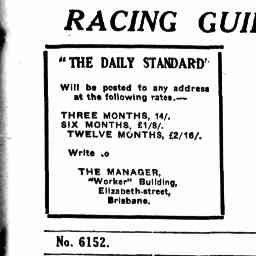 RACING GUI
"THE DAILY STANDARD"
Will be posted to any address
at the following rates.—
THREE MONTHS, 14/.
SIX MONTHS, £1/8/.
TWELVE MONTHS, £2/16/.
Write .o
THE MANAGER,
"Worker" Building,
Elizabeth-street,
Brisbane.
No. 6152.